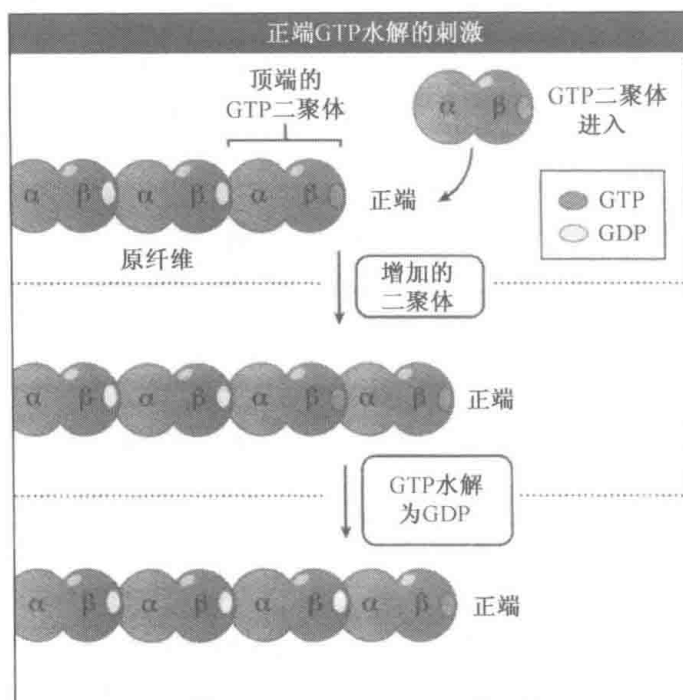 正端GTP水解的刺激
顶端的
GTP二聚体
α β
GTP二聚体
进入
α β α β α β
正端
GTP
GDP
原纤维
增加的
二聚体
α β α β α β α β
正端
GTP水解
为GDP
α β α β α β α β
正端